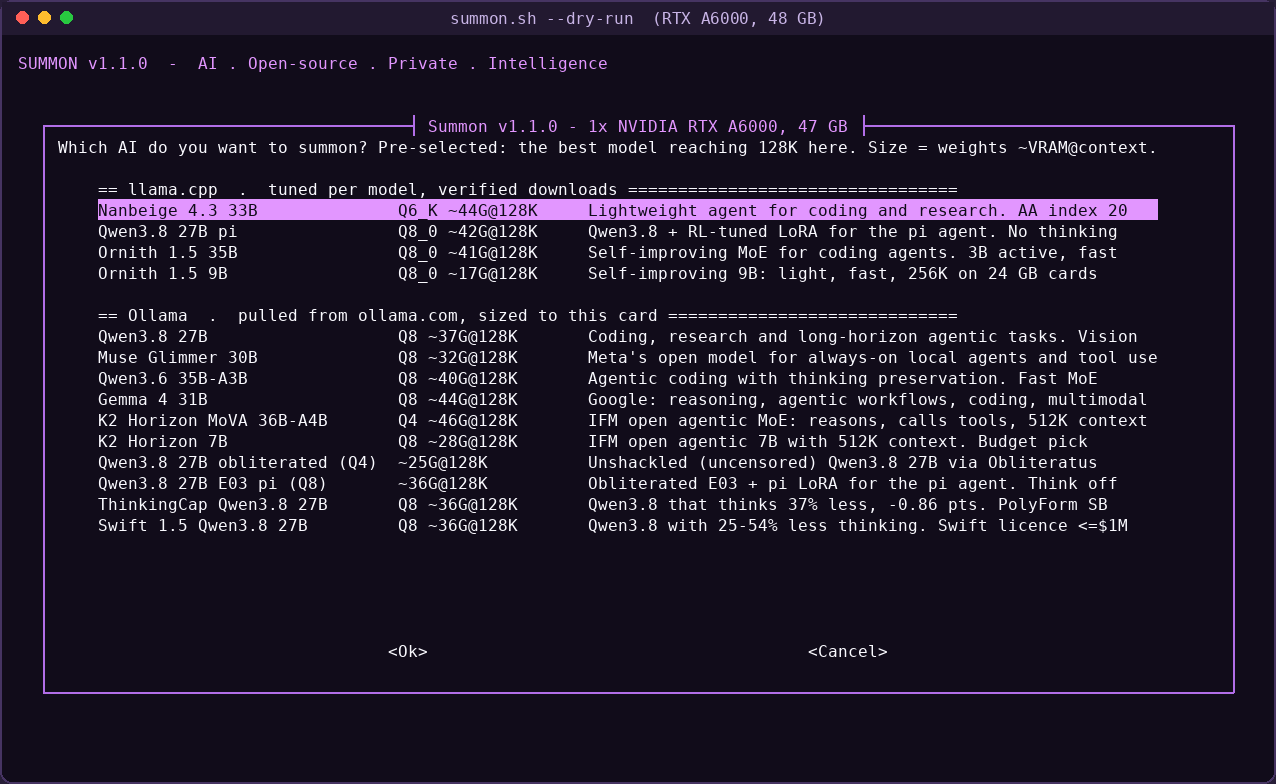 summon.sh --dry-run  (RTX A6000, 48 GB)
SUMMON v1.1.0  -  AI . Open-source . Private . Intelligence
Summon v1.1.0 - 1x NVIDIA RTX A6000, 47 GB
Which AI do you want to summon? Pre-selected: the best model reaching 128K here. Size = weights ~VRAM@context.
== llama.cpp  .  tuned per model, verified downloads =================================
Nanbeige 4.3 33B              Q6_K ~44G@128K     Lightweight agent for coding and research. AA index 20
Qwen3.8 27B pi                Q8_0 ~42G@128K     Qwen3.8 + RL-tuned LoRA for the pi agent. No thinking
Ornith 1.5 35B                Q8_0 ~41G@128K     Self-improving MoE for coding agents. 3B active, fast
Ornith 1.5 9B                 Q8_0 ~17G@128K     Self-improving 9B: light, fast, 256K on 24 GB cards
== Ollama  .  pulled from ollama.com, sized to this card =============================
Qwen3.8 27B                   Q8 ~37G@128K       Coding, research and long-horizon agentic tasks. Vision
Muse Glimmer 30B              Q8 ~32G@128K       Meta's open model for always-on local agents and tool use
Qwen3.6 35B-A3B               Q8 ~40G@128K       Agentic coding with thinking preservation. Fast MoE
Gemma 4 31B                   Q8 ~44G@128K       Google: reasoning, agentic workflows, coding, multimodal
K2 Horizon MoVA 36B-A4B       Q4 ~46G@128K       IFM open agentic MoE: reasons, calls tools, 512K context
K2 Horizon 7B                 Q8 ~28G@128K       IFM open agentic 7B with 512K context. Budget pick
Qwen3.8 27B obliterated (Q4)  ~25G@128K          Unshackled (uncensored) Qwen3.8 27B via Obliteratus
Qwen3.8 27B E03 pi (Q8)       ~36G@128K          Obliterated E03 + pi LoRA for the pi agent. Think off
ThinkingCap Qwen3.8 27B       Q8 ~36G@128K       Qwen3.8 that thinks 37% less, -0.86 pts. PolyForm SB
Swift 1.5 Qwen3.8 27B         Q8 ~36G@128K       Qwen3.8 with 25-54% less thinking. Swift licence <=$1M
<Ok>                                      <Cancel>